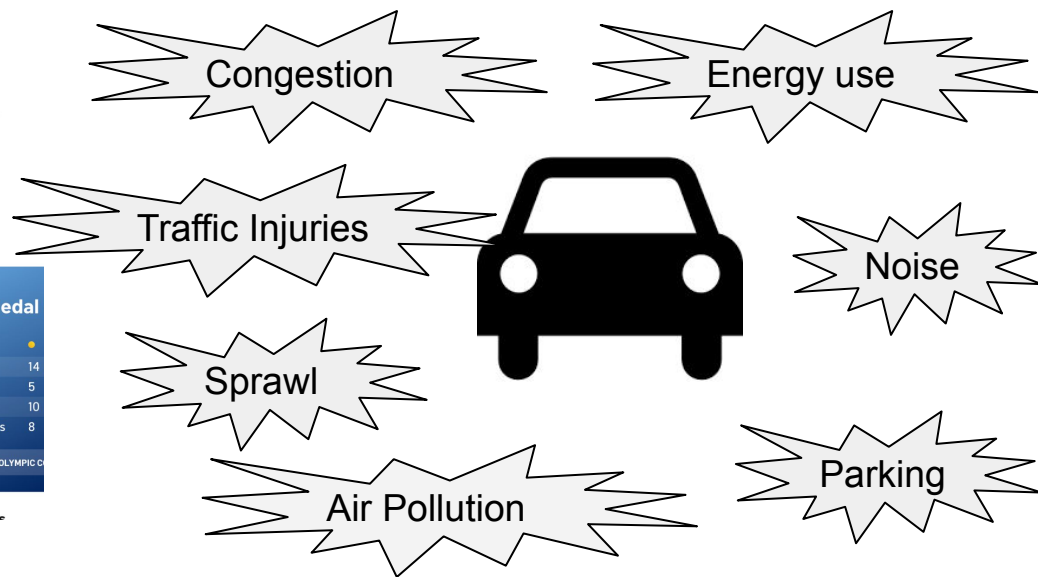 Congestion
Energy use
Traffic Injuries
Noise
edal
14
5
10
s 8
OLYMPIC
Sprawl
Parking
Air Pollution